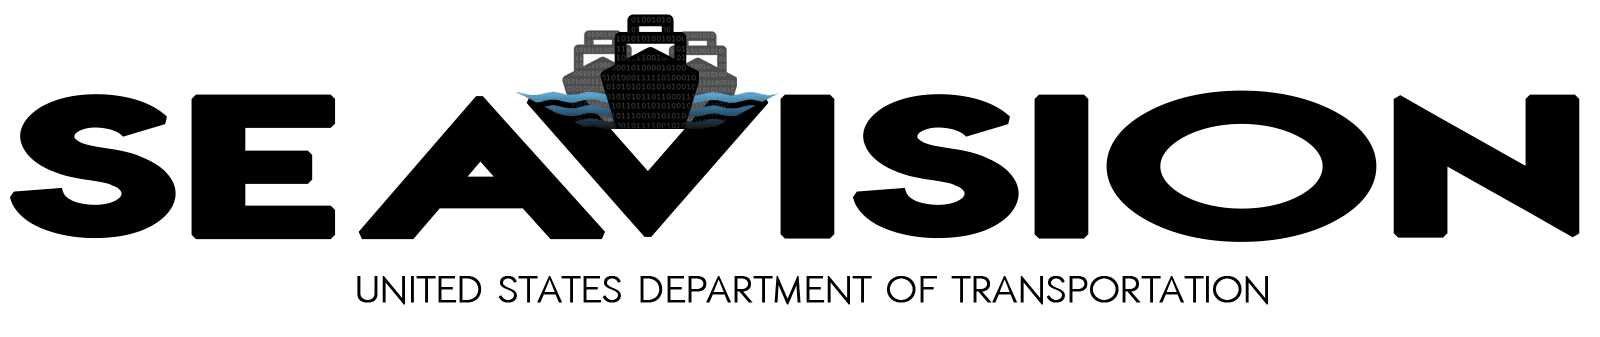 SEAVISION
UNITED STATES DEPARTMENT OF TRANSPORTATION